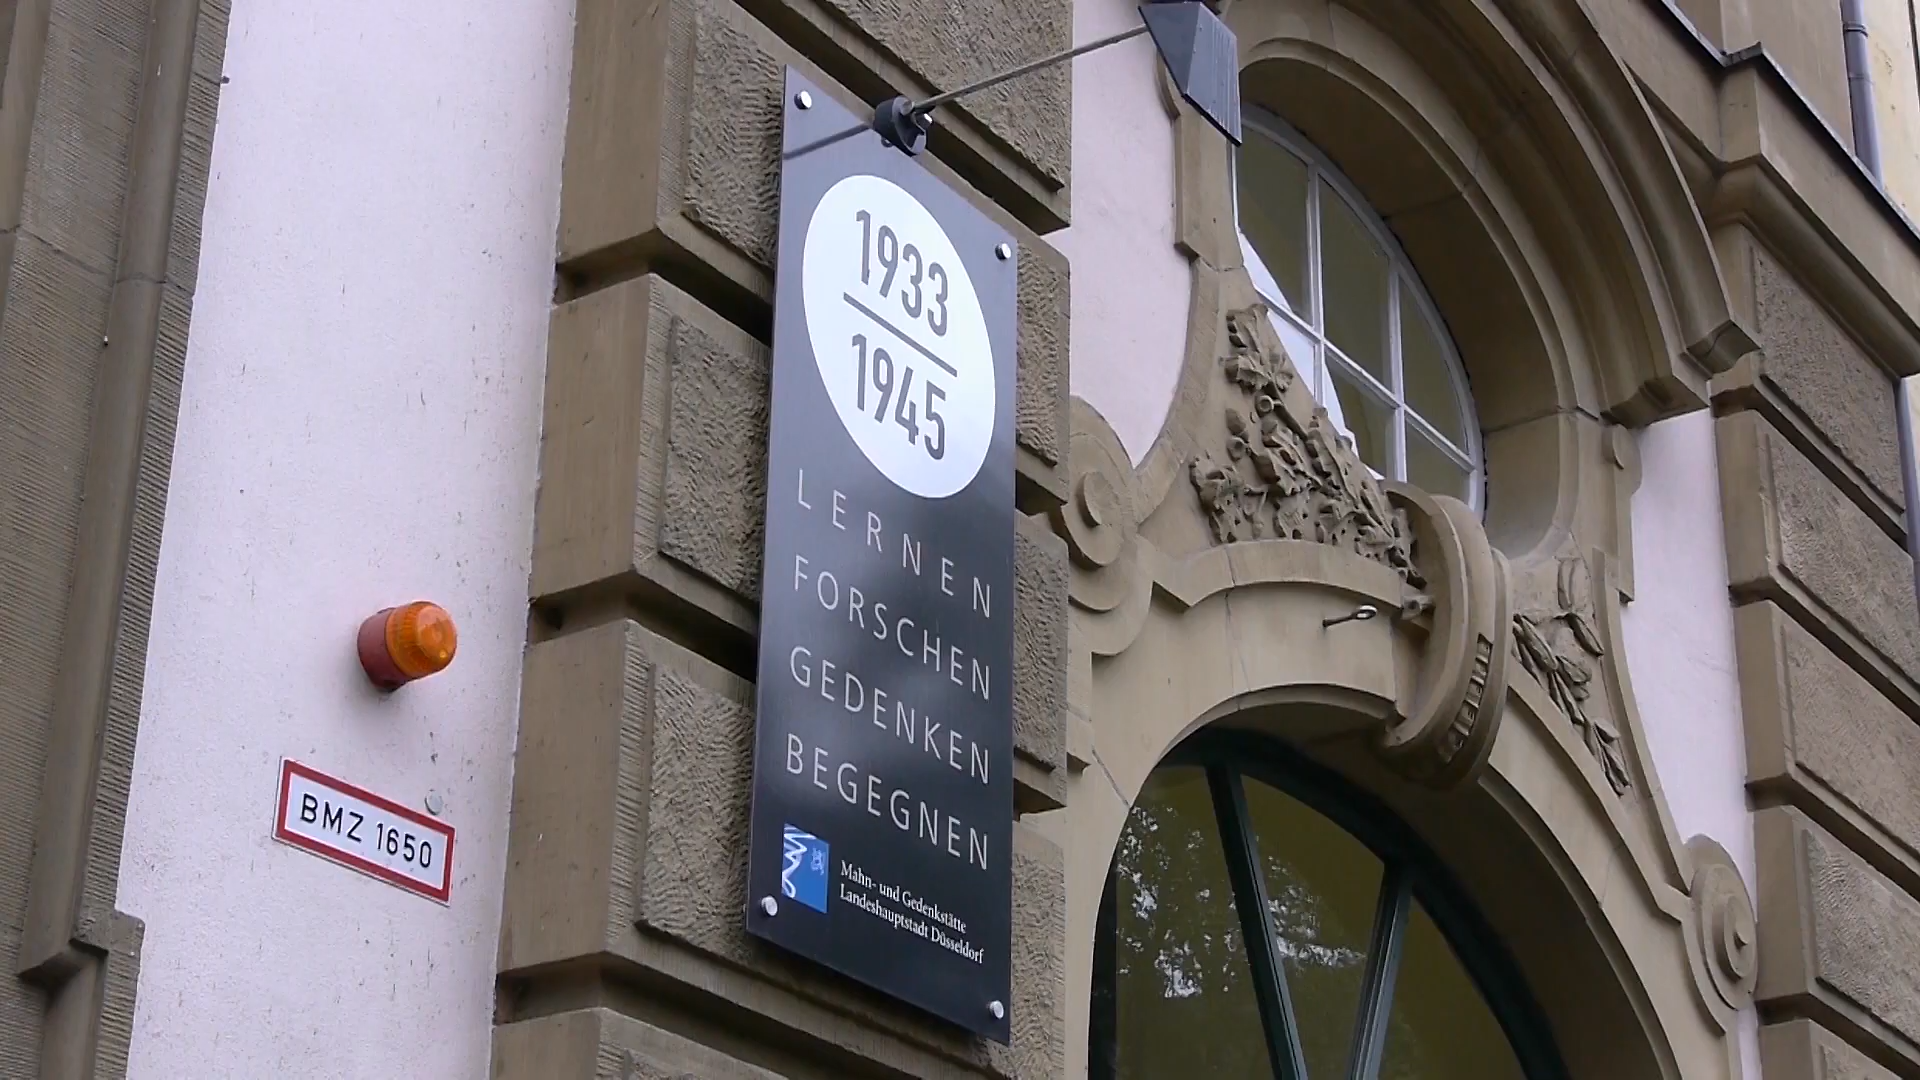 1933
1945
LERNEN
FORSCHEN
GEDENKEN
BEGEGNEN
Mahn- und Gedenkstätte
Landeshauptstadt Düsseldorf
BMZ 1650